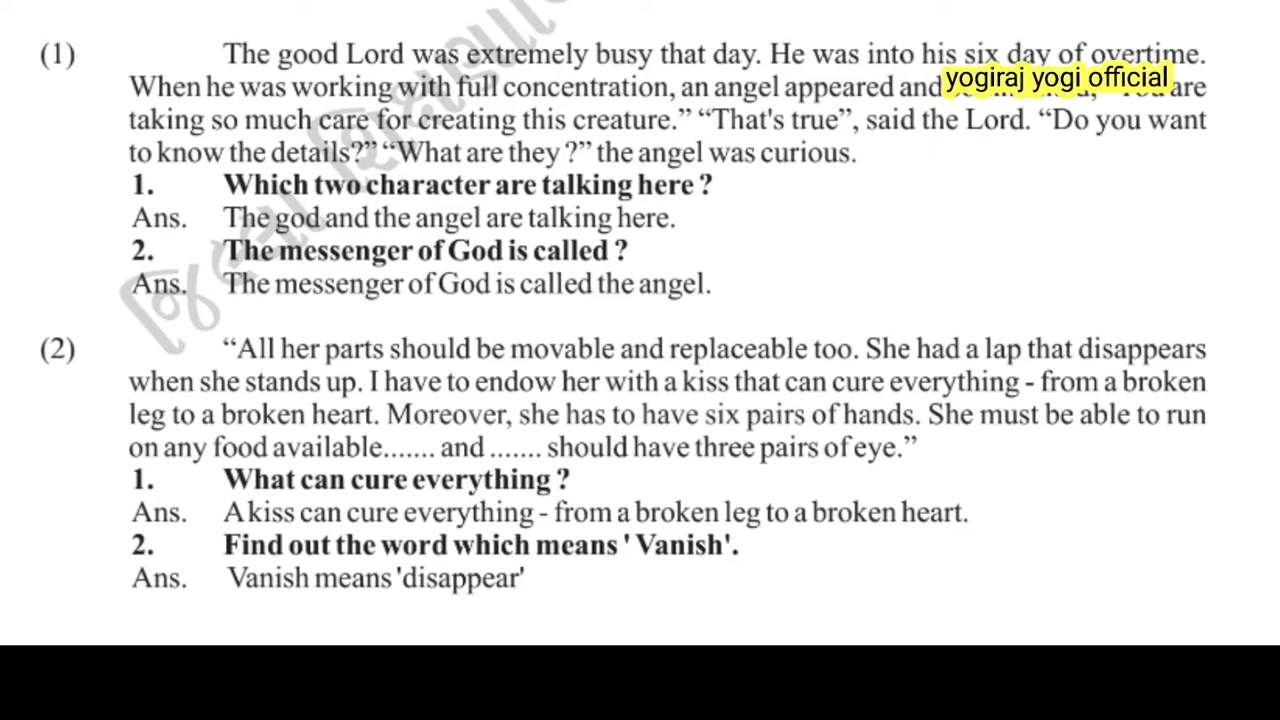 (1) The good Lord was extremely busy that day. He was into his six day of overtime.
When he was working with full concentration, an angel appeared and are
yogiraj yogi official
taking so much care for creating this creature.” “That's true”, said the Lord. “Do you want
to know the details?” “What are they ?” the angel was curious.
1. Which two character are talking here ?
Ans. The god and the angel are talking here.
2. The messenger of God is called ?
Ans. The messenger of God is called the angel.
(2) “All her parts should be movable and replaceable too. She had a lap that disappears
when she stands up. I have to endow her with a kiss that can cure everything - from a broken
leg to a broken heart. Moreover, she has to have six pairs of hands. She must be able to run
on any food available....... and ....... should have three pairs of eye.”
1. What can cure everything ?
Ans. A kiss can cure everything - from a broken leg to a broken heart.
2. Find out the word which means ' Vanish'.
Ans. Vanish means 'disappear'